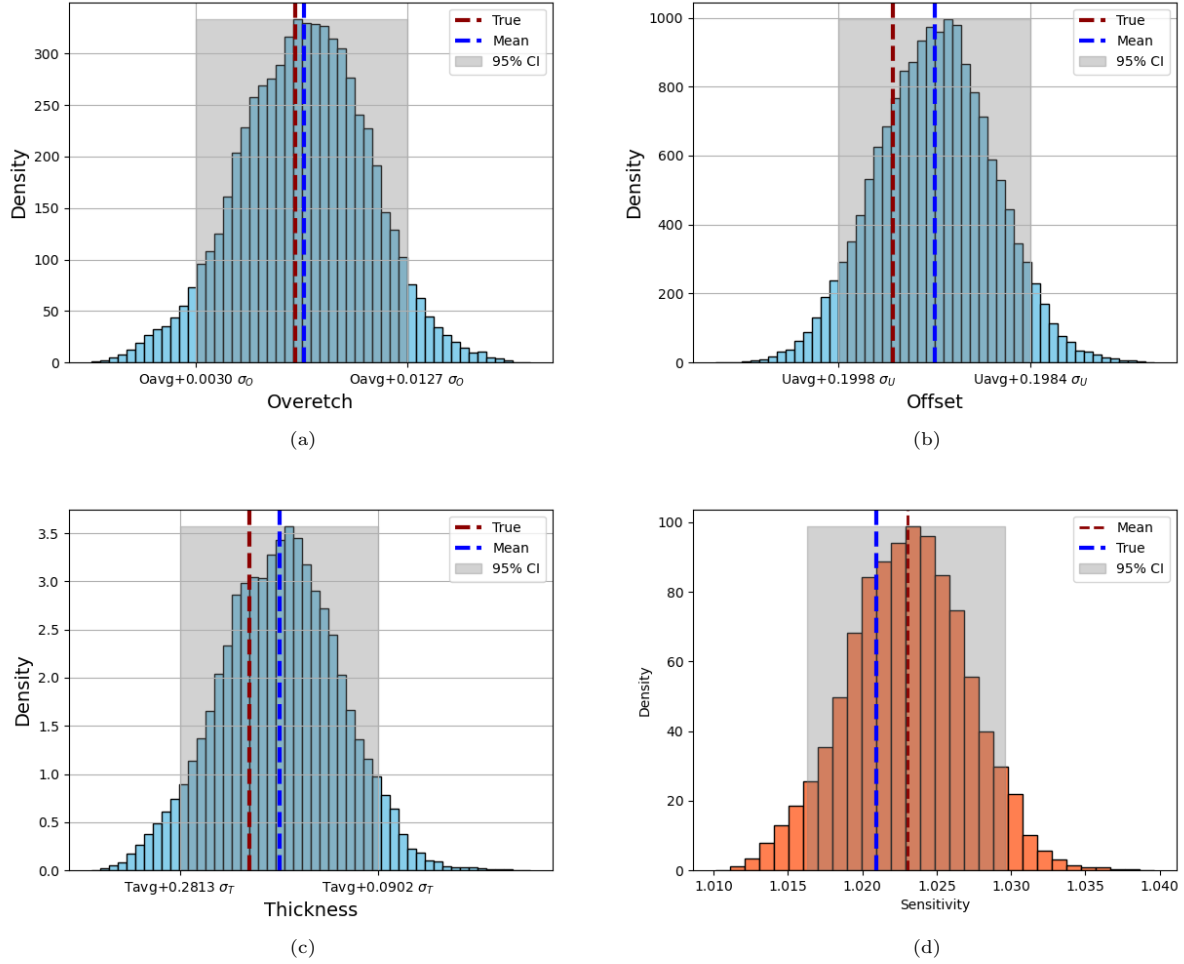 True
Mean
95% CI
Density
350
300
250
200
150
100
50
0
Oavg+0.0030 σO
Oavg+0.0127 σO
Overetch
(a)
True
Mean
95% CI
Density
1000
800
600
400
200
0
Uavg+0.1998 σU
Uavg+0.1984 σU
Offset
(b)
True
Mean
95% CI
Density
3.5
3.0
2.5
2.0
1.5
1.0
0.5
0.0
Tavg+0.2813 σT
Tavg+0.0902 σT
Thickness
(c)
Mean
True
95% CI
Density
100
80
60
40
20
0
1.010 1.015 1.020 1.025 1.030 1.035 1.040
Sensitivity
(d)